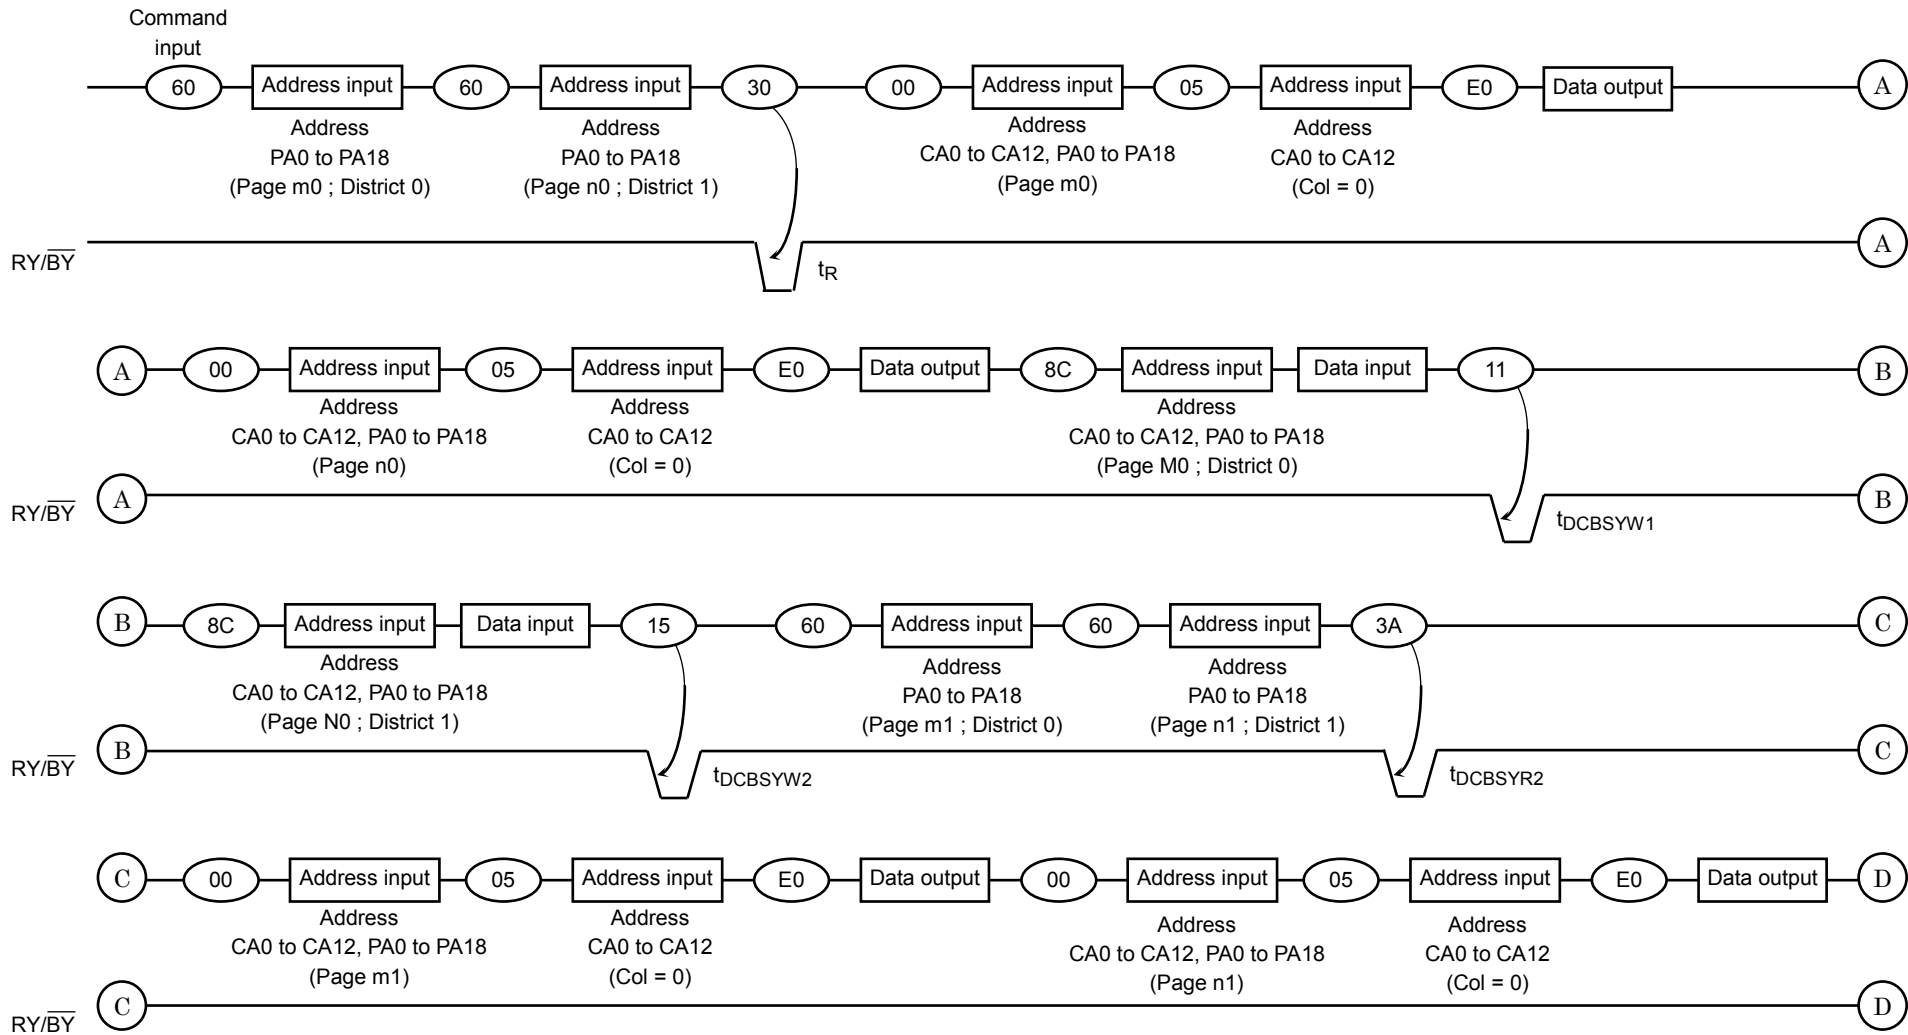 Command
input
60 Address input 60 Address input 30 00 Address input 05 Address input E0 Data output A
Address
PA0 to PA18
(Page m0 ; District 0)
Address
PA0 to PA18
(Page n0 ; District 1)
Address
CA0 to CA12, PA0 to PA18
(Page m0)
Address
CA0 to CA12
(Col = 0)
RY/B̅Y̅ tR A
A 00 Address input 05 Address input E0 Data output 8C Address input Data input 11 B
Address
CA0 to CA12, PA0 to PA18
(Page n0)
Address
CA0 to CA12
(Col = 0)
Address
CA0 to CA12, PA0 to PA18
(Page M0 ; District 0)
RY/B̅Y̅ A tDCBSYW1 B
B 8C Address input Data input 15 60 Address input 60 Address input 3A C
Address
CA0 to CA12, PA0 to PA18
(Page N0 ; District 1)
Address
PA0 to PA18
(Page m1 ; District 0)
Address
PA0 to PA18
(Page n1 ; District 1)
RY/B̅Y̅ B tDCBSYW2 tDCBSYR2 C
C 00 Address input 05 Address input E0 Data output 00 Address input 05 Address input E0 Data output D
Address
CA0 to CA12, PA0 to PA18
(Page m1)
Address
CA0 to CA12
(Col = 0)
Address
CA0 to CA12, PA0 to PA18
(Page n1)
Address
CA0 to CA12
(Col = 0)
RY/B̅Y̅ C D